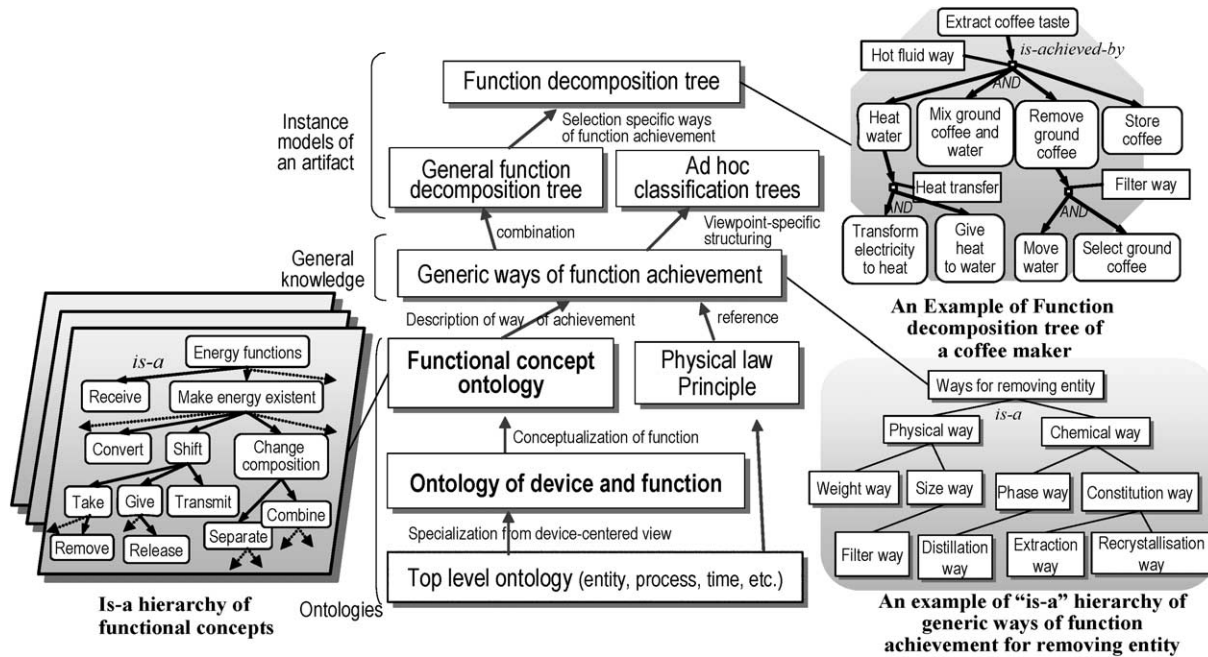 Function decomposition tree
Selection specific ways
of function achievement
Instance
models of
an artifact
General function
decomposition tree
Ad hoc
classification trees
combination
Viewpoint-specific
structuring
General
knowledge
Generic ways of function achievement
Description of way of achievement
reference
Functional concept
ontology
Physical law
Principle
Conceptualization of function
Ontology of device and function
Specialization from device-centered view
Top level ontology (entity, process, time, etc.)
Ontologies
is-a
Energy functions
Receive
Make energy existent
Convert
Shift
Change
composition
Take
Give
Transmit
Combine
Remove
Release
Separate
Is-a hierarchy of
functional concepts
Extract coffee taste
is-achieved-by
Hot fluid way
AND
Heat
water
Mix ground
coffee and
water
Remove
ground
coffee
Store
coffee
Heat transfer
Filter way
AND
AND
Transform
electricity
to heat
Give
heat
to water
Move
water
Select ground
coffee
An Example of Function
decomposition tree of
a coffee maker
Ways for removing entity
is-a
Physical way
Chemical way
Weight way
Size way
Phase way
Constitution way
Filter way
Distillation
way
Extraction
way
Recrystallisation
way
An example of “is-a” hierarchy of
generic ways of function
achievement for removing entity